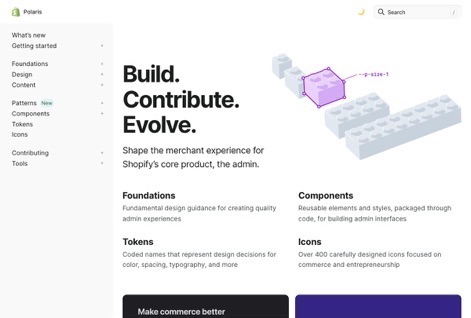 Polaris
Search
/
What's new
Getting started
Foundations
Design
Content
Patterns New
Components
Tokens
Icons
Contributing
Tools
--p-size-1
Build.
Contribute.
Evolve.
Shape the merchant experience for
Shopify's core product, the admin.
Foundations
Fundamental design guidance for creating quality
admin experiences
Components
Reusable elements and styles, packaged through
code, for building admin interfaces
Tokens
Coded names that represent design decisions for
color, spacing, typography, and more
Icons
Over 400 carefully designed icons focused on
commerce and entrepreneurship
Make commerce better